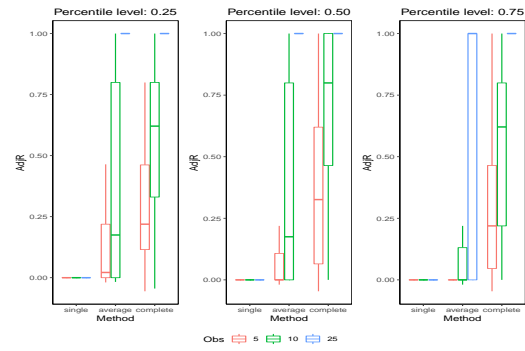 Percentile level: 0.25
1.00
0.75
0.50
0.25
0.00
AdjR
single average complete
Method
Percentile level: 0.50
1.00
0.75
0.50
0.25
0.00
AdjR
single average complete
Method
Percentile level: 0.75
1.00
0.75
0.50
0.25
0.00
AdjR
single average complete
Method
Obs 5 10 25